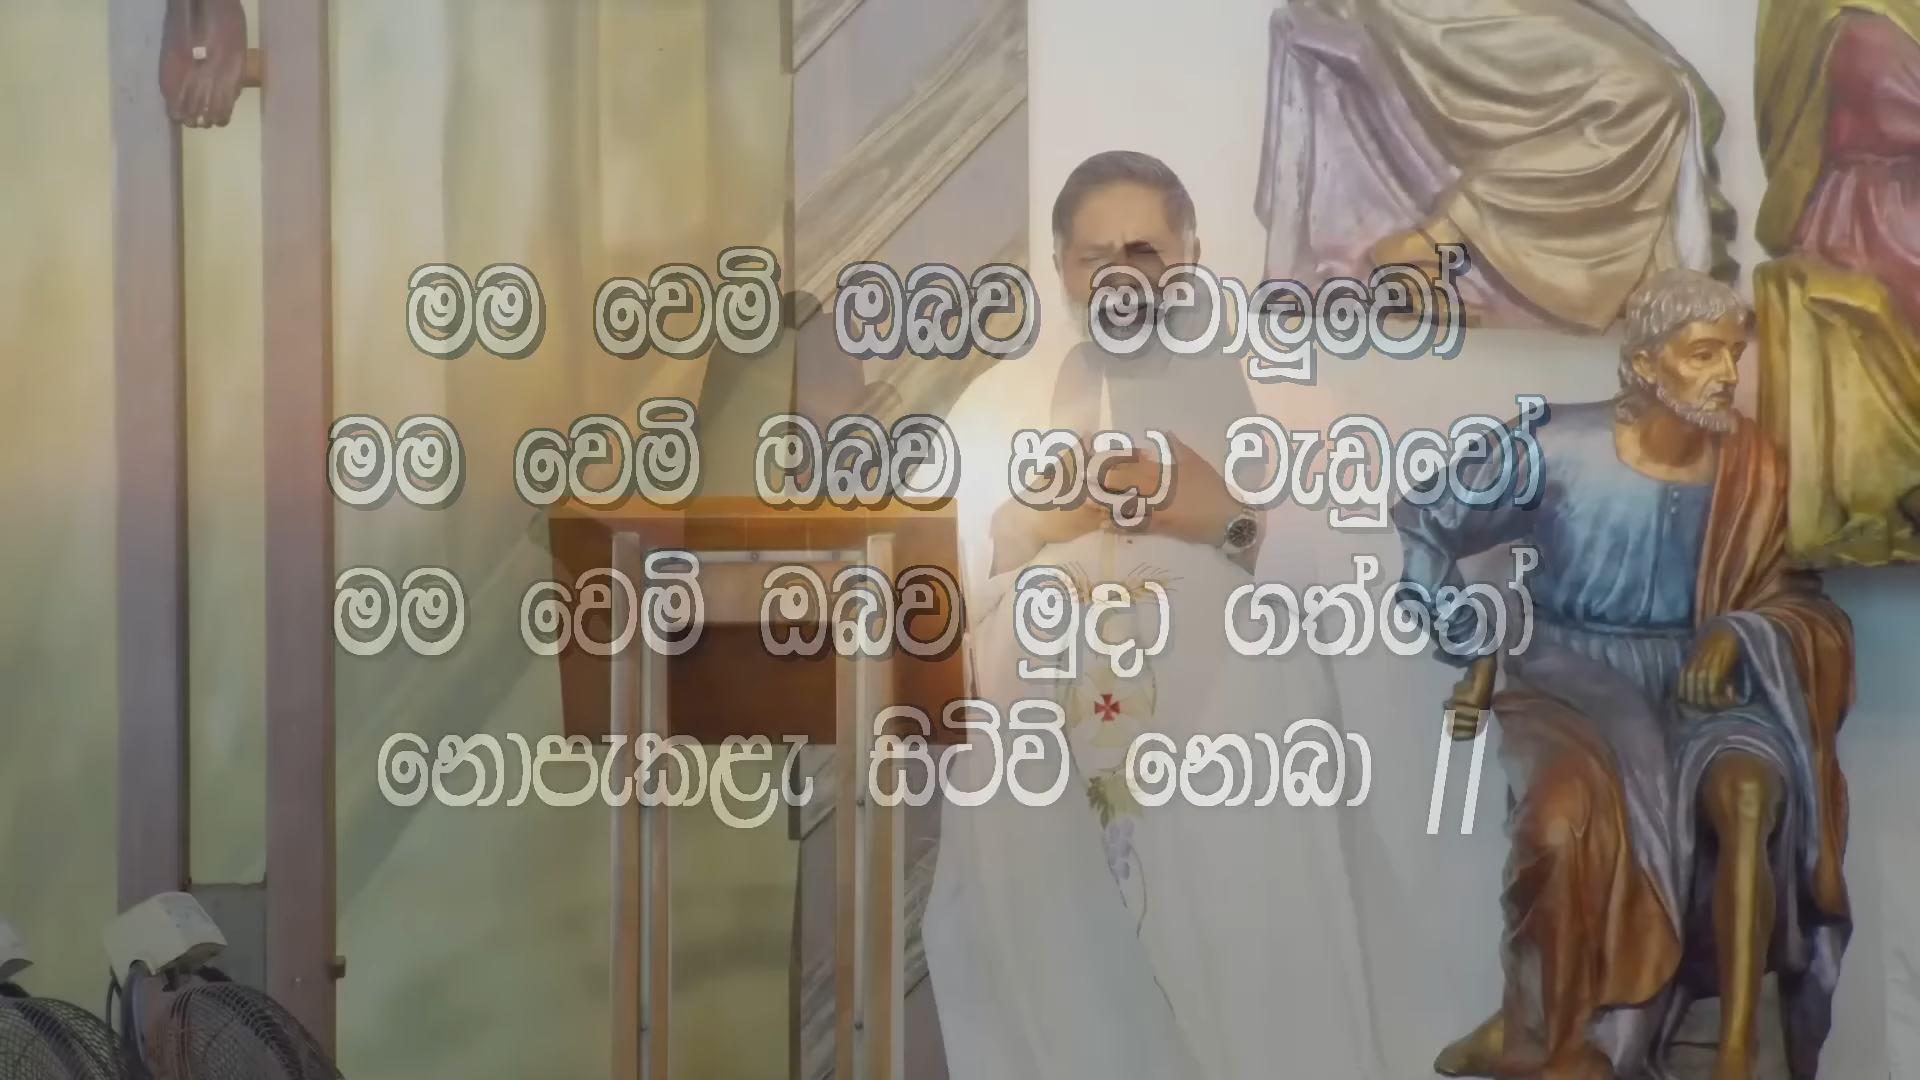 මම වෙමි ඔබව මවාලූවෝ
මම වෙමි ඔබව හදා වැඩූවෝ
මම වෙමි ඔබව මුදා ගත්තෝ
නොපැකළැ සිටිව් නොබා //